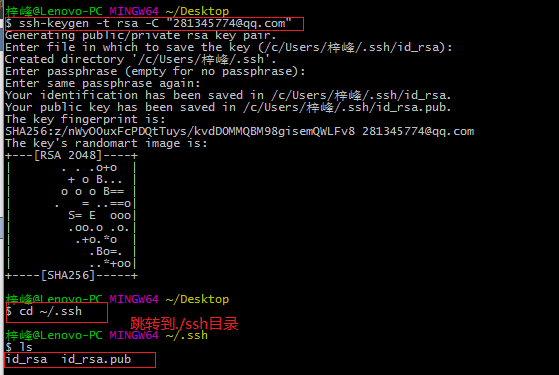 梓峰@Lenovo-PC MINGW64 ~/Desktop
$ ssh-keygen -t rsa -C "281345774@qq.com"
Generating public/private rsa key pair.
Enter file in which to save the key (/c/Users/梓峰/.ssh/id_rsa):
Created directory '/c/Users/梓峰/.ssh'.
Enter passphrase (empty for no passphrase):
Enter same passphrase again:
Your identification has been saved in /c/Users/梓峰/.ssh/id_rsa.
Your public key has been saved in /c/Users/梓峰/.ssh/id_rsa.pub.
The key fingerprint is:
SHA256:z/nWyOOuxFcPDQtTuys/kvdDOMMQBM98gisemQWLFv8 281345774@qq.com
The key's randomart image is:
+---[RSA 2048]----+
|      . . .o+o  |
|       + o B... |
|      o o o B== |
|     .   = ..==o|
|       S= E  ooo|
|       .oo.o .o.|
|        .+o.*o  |
|          .Bo=. |
|          ..*+oo|
+----[SHA256]-----+
梓峰@Lenovo-PC MINGW64 ~/Desktop
$ cd ~/.ssh
跳转到./ssh目录
梓峰@Lenovo-PC MINGW64 ~/.ssh
$ ls
id_rsa  id_rsa.pub